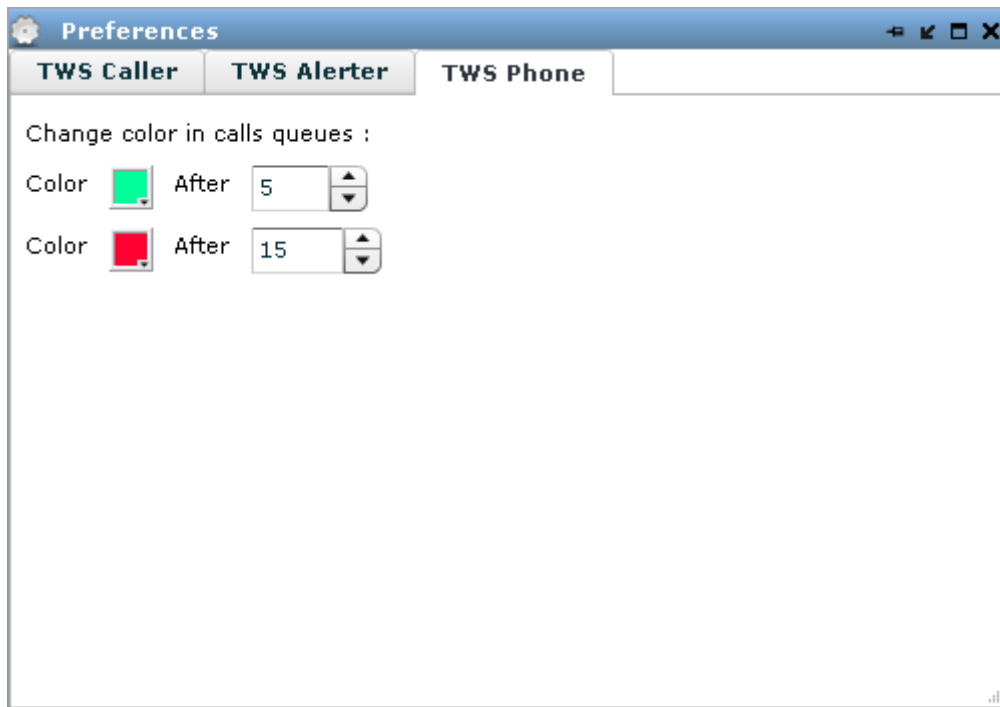 Preferences
TWS Caller TWS Alerter TWS Phone
Change color in calls queues :
Color After 5
Color After 15